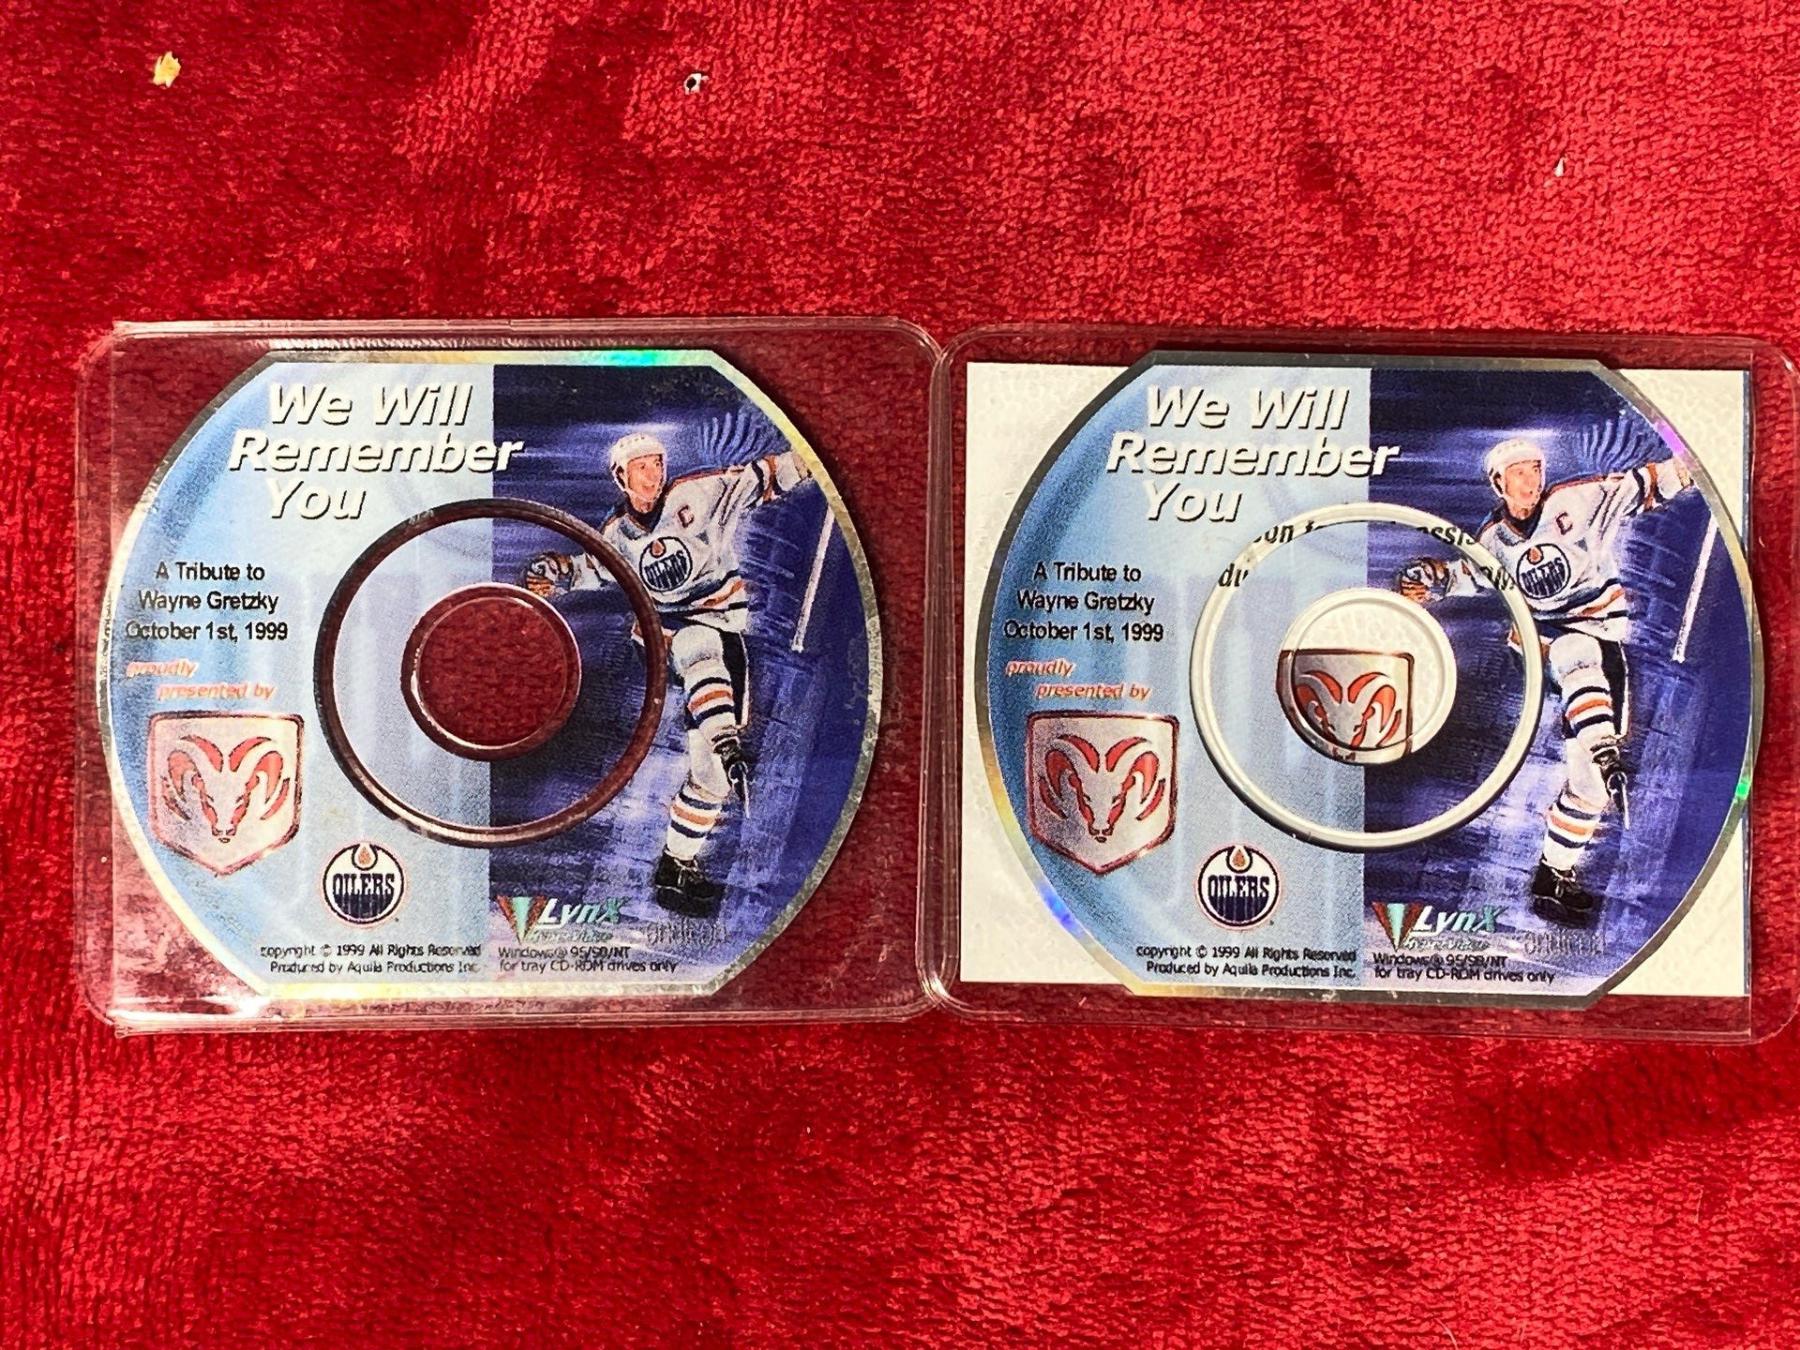 We Will
Remember
You
A Tribute to
Wayne Gretzky
October 1st, 1999
proudly
presented by
C
OILERS
OILERS
LynX
copyright © 1999 All Rights Reserved
Produced by Aquila Productions Inc.
Windows® 95/98/NT
for tray CD-ROM drives only
We Will
Remember
You
A Tribute to
Wayne Gretzky
October 1st, 1999
proudly
presented by
C
OILERS
OILERS
LynX
copyright © 1999 All Rights Reserved
Produced by Aquila Productions Inc.
Windows® 95/98/NT
for tray CD-ROM drives only